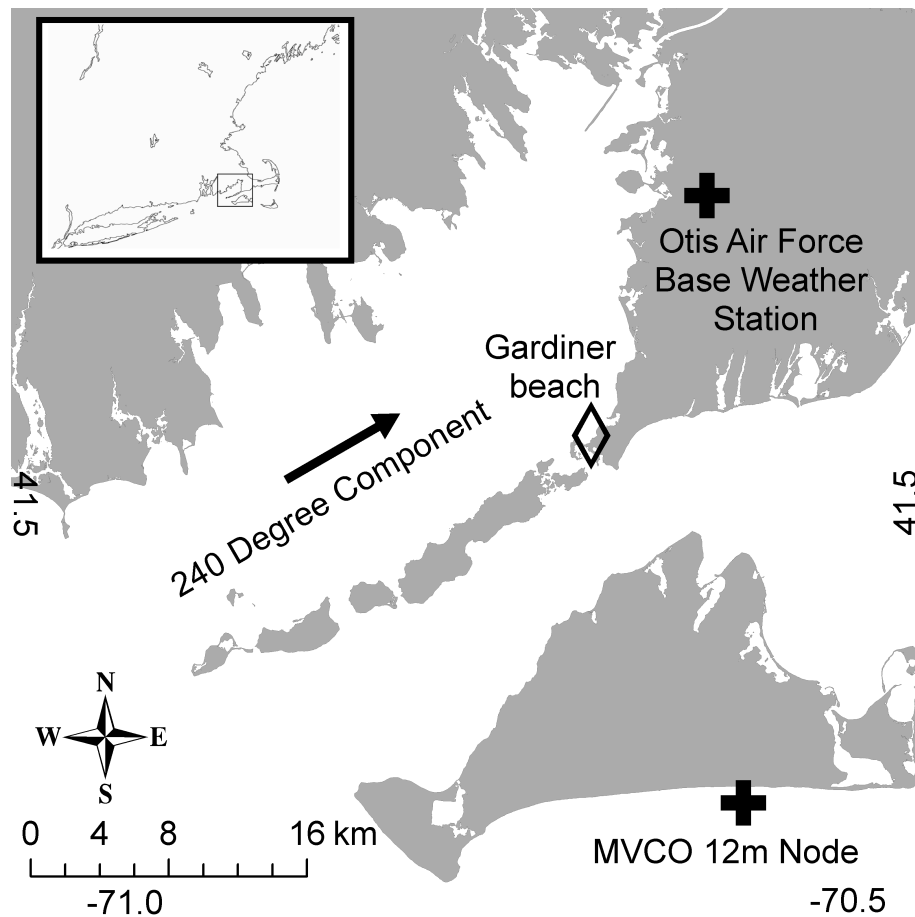 Otis Air Force
Base Weather
Station
Gardiner
beach
240 Degree Component
41.5
41.5
N
W E
S
0 4 8 16 km
MVCO 12m Node
-71.0
-70.5